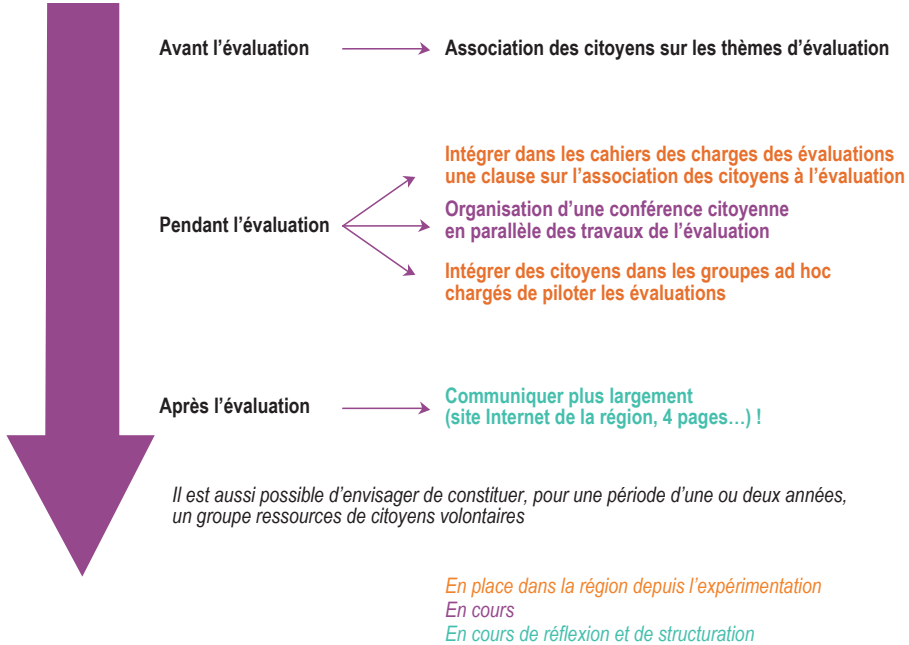 Avant l’évaluation
Association des citoyens sur les thèmes d’évaluation
Intégrer dans les cahiers des charges des évaluations
une clause sur l’association des citoyens à l’évaluation
Pendant l’évaluation
Organisation d’une conférence citoyenne
en parallèle des travaux de l’évaluation
Intégrer des citoyens dans les groupes ad hoc
chargés de piloter les évaluations
Après l’évaluation
Communiquer plus largement
(site Internet de la région, 4 pages…) !
Il est aussi possible d’envisager de constituer, pour une période d’une ou deux années,
un groupe ressources de citoyens volontaires
En place dans la région depuis l’expérimentation
En cours
En cours de réflexion et de structuration